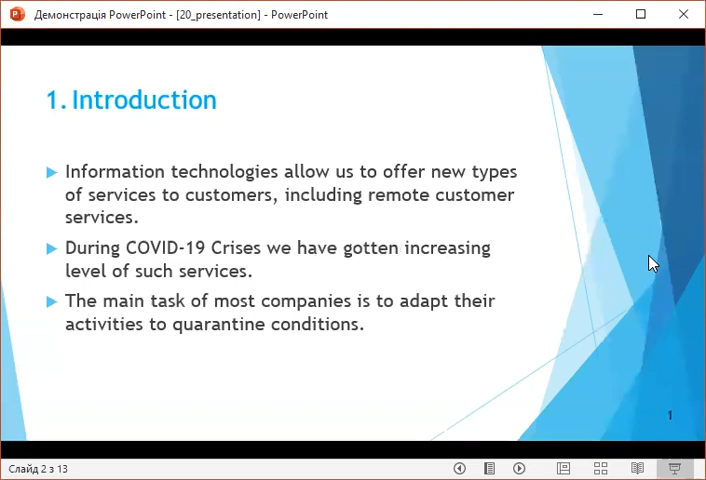 Демонстрація PowerPoint - [20_presentation] - PowerPoint
1. Introduction
Information technologies allow us to offer new types
of services to customers, including remote customer
services.
During COVID-19 Crises we have gotten increasing
level of such services.
The main task of most companies is to adapt their
activities to quarantine conditions.
1
Слайд 2 з 13